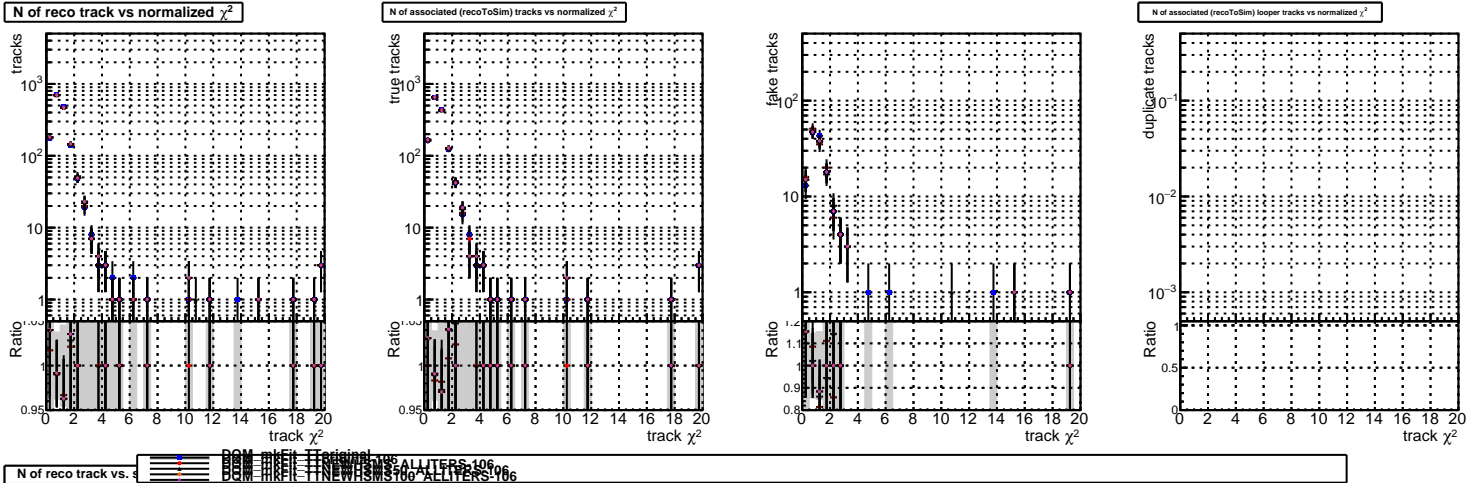 N of reco track vs normalized χ²
tracks
10³
10²
10
1
Ratio
1.05
1
0.95
0 2 4 6 8 10 12 14 16 18 20
track χ²
N of associated (recoToSim) tracks vs normalized χ²
true tracks
10³
10²
10
1
Ratio
1.05
1
0.95
0 2 4 6 8 10 12 14 16 18 20
track χ²
fake tracks
10²
10
1
Ratio
1.2
1.1
1
0.9
0.8
0 2 4 6 8 10 12 14 16 18 20
track χ²
N of associated (recoToSim) looper tracks vs normalized χ²
duplicate tracks
10⁻¹
10⁻²
10⁻³
Ratio
1
0.5
0
0 2 4 6 8 10 12 14 16 18 20
track χ²
N of reco track vs.
DQM_mkFit_TTNEWHSMS100_ALLITERS-106